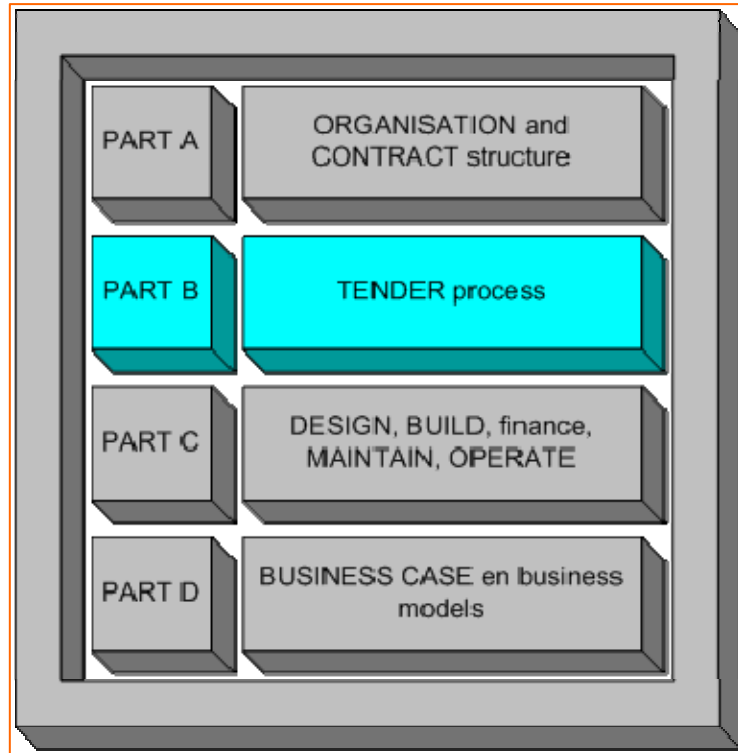 PART A
ORGANISATION and
CONTRACT structure
PART B
TENDER process
PART C
DESIGN, BUILD, finance,
MAINTAIN, OPERATE
PART D
BUSINESS CASE en business
models